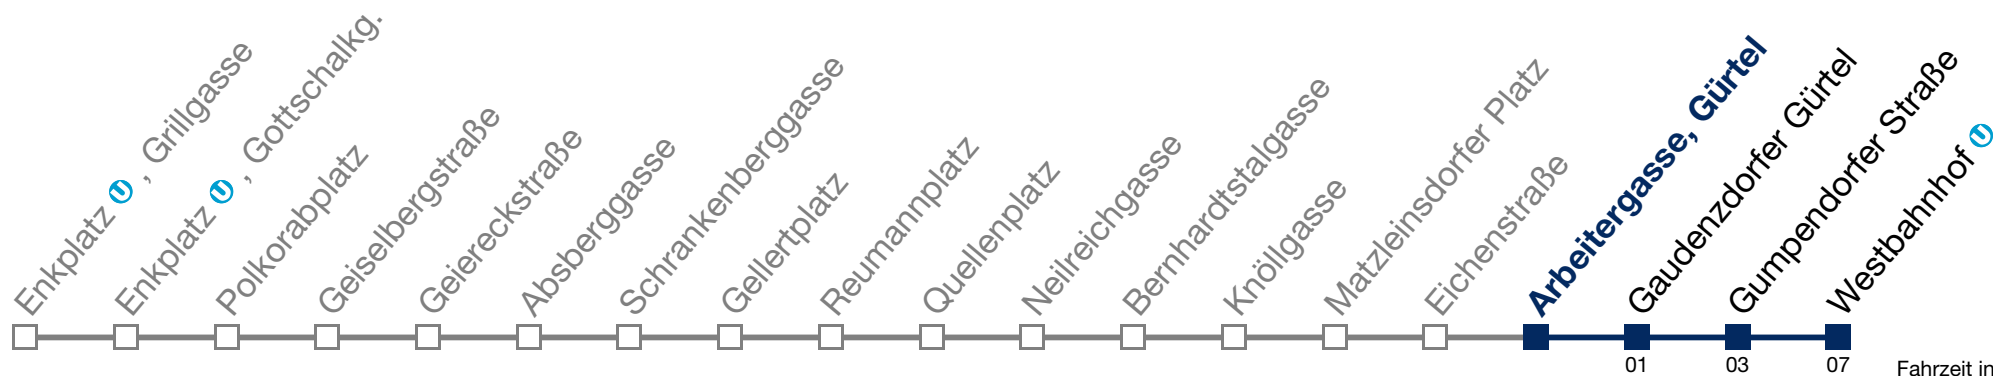 Enkplatz U , Grillgasse
Enkplatz U , Gottschalkg.
Polkorabplatz
Geiselbergstraße
Geiereckstraße
Absberggasse
Schrankenberggasse
Gellertplatz
Reumannplatz
Quellenplatz
Neilreichgasse
Bernhardtstalgasse
Knöllgasse
Matzleinsdorfer Platz
Eichenstraße
Arbeitergasse, Gürtel
Gaudenzdorfer Gürtel
Gumpendorfer Straße
Westbahnhof U
01 03 07
Fahrzeit in